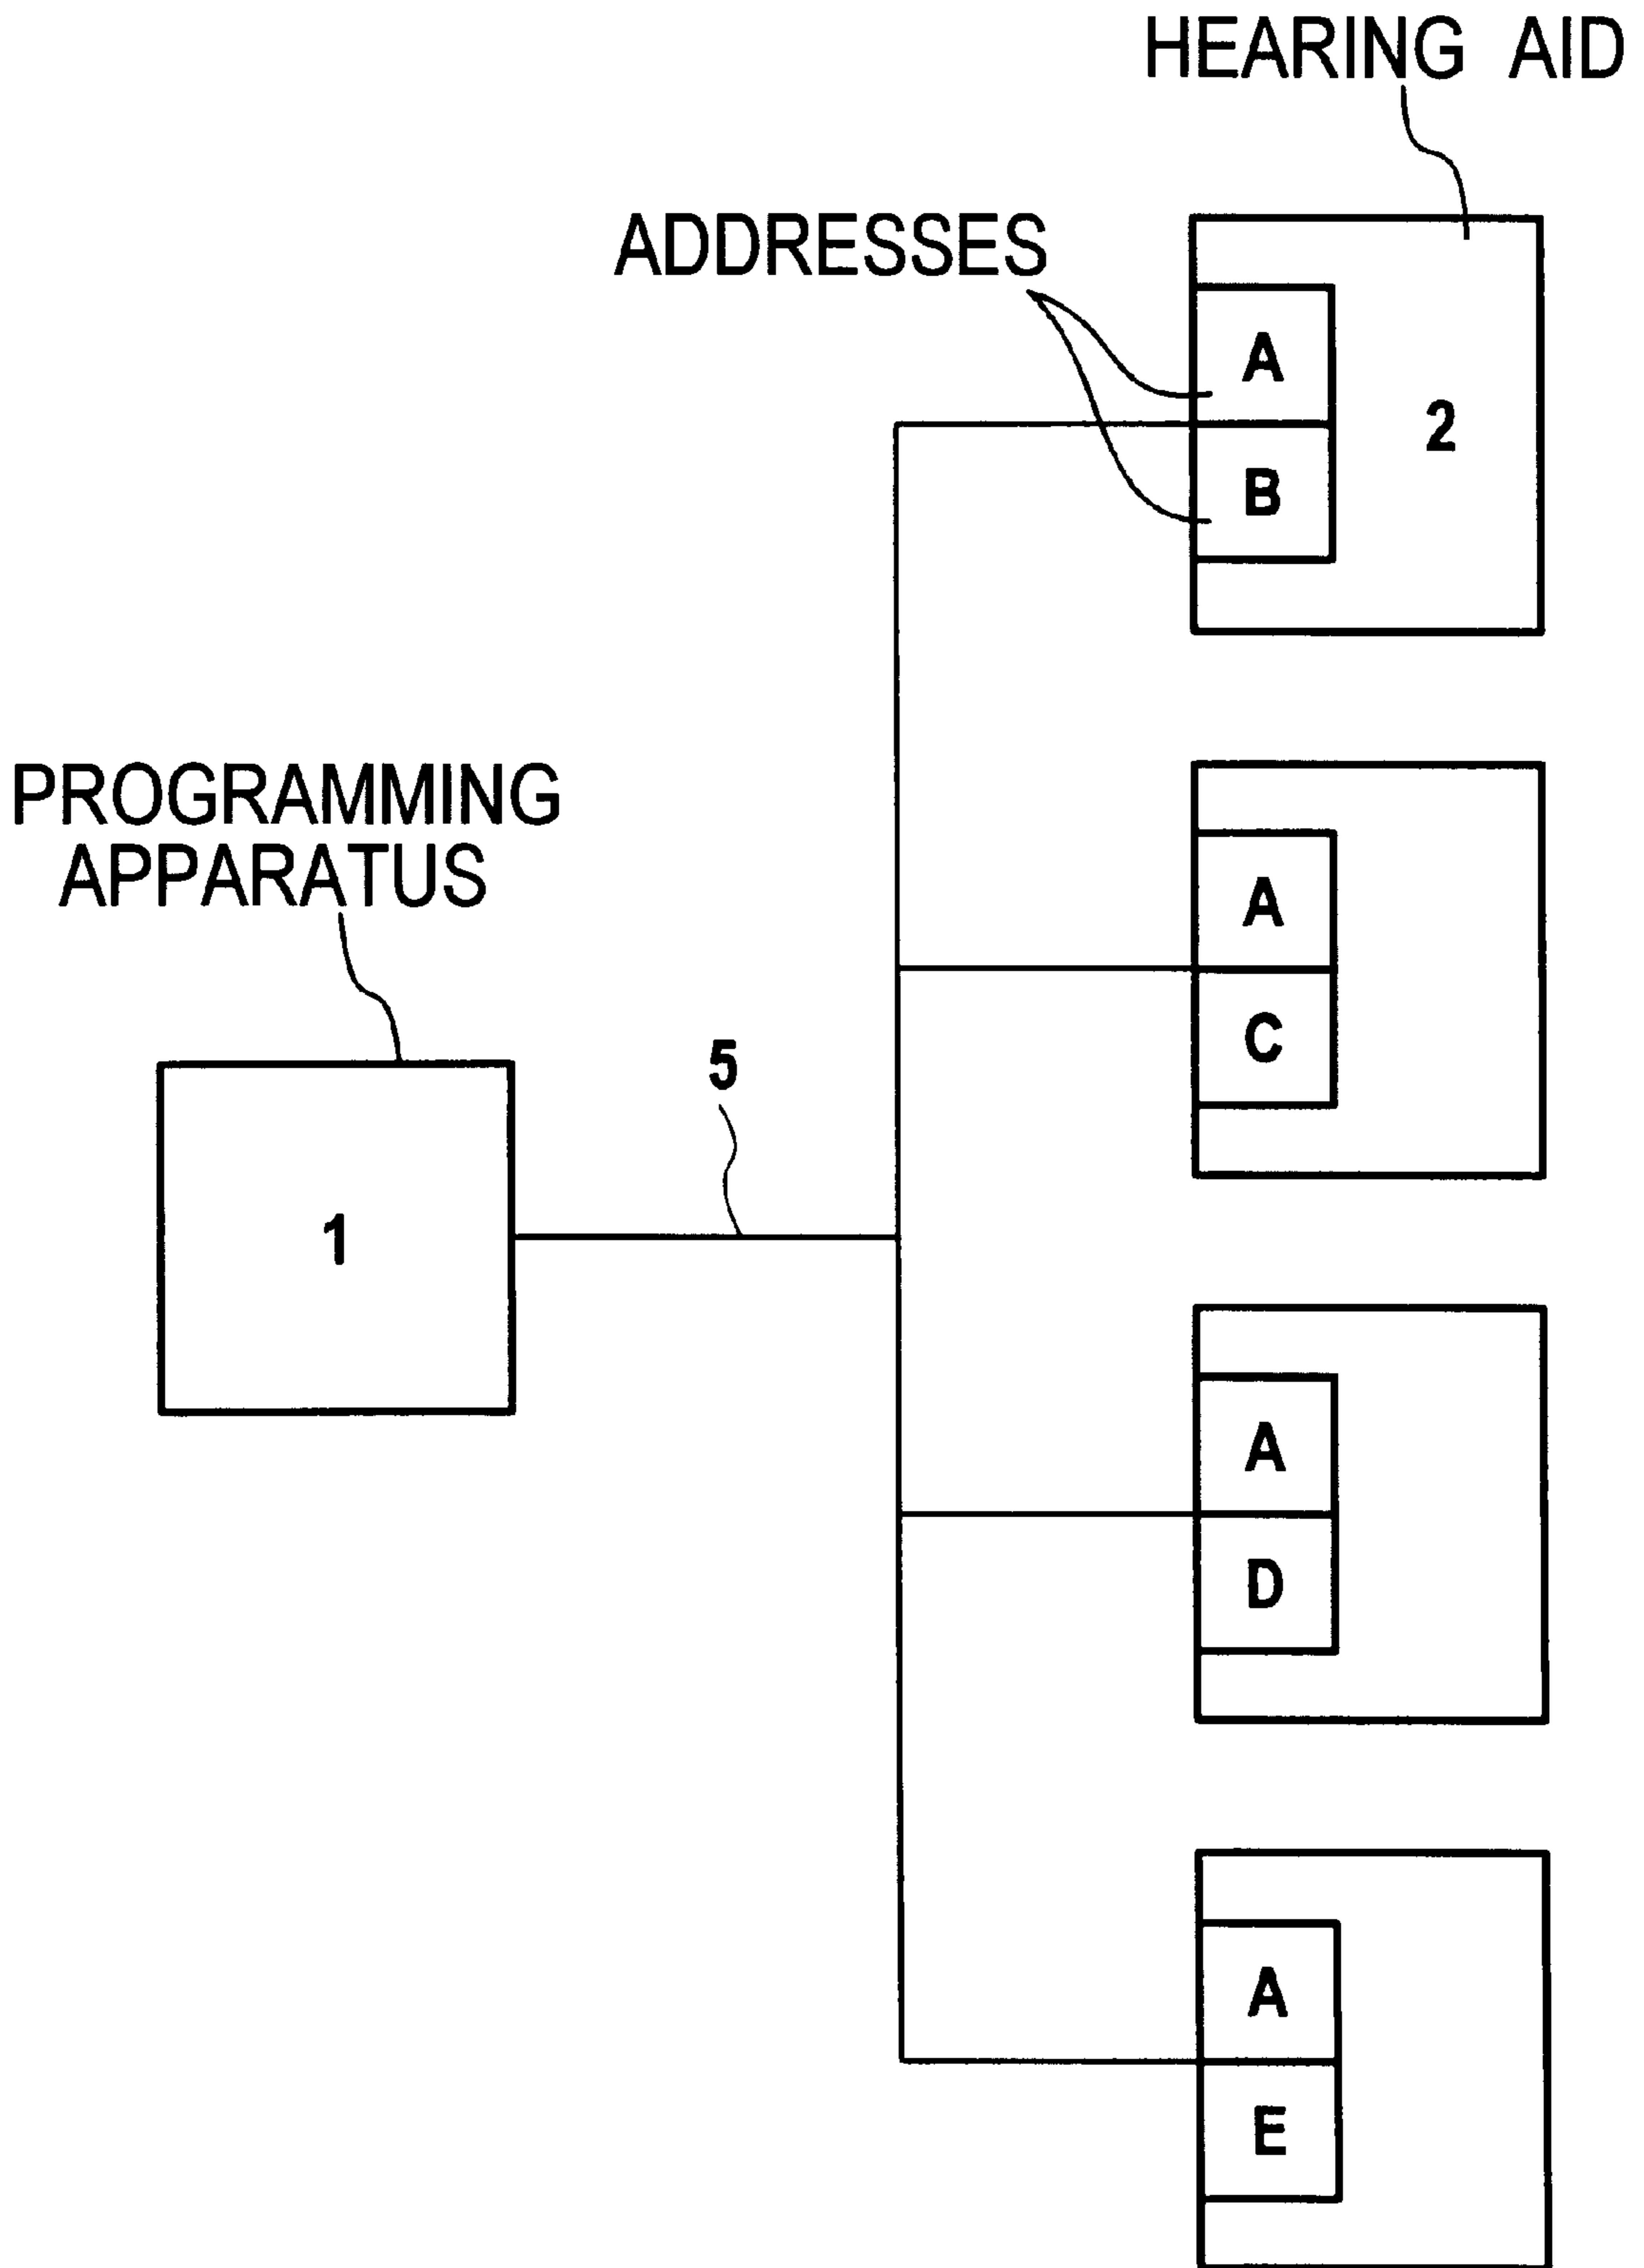 HEARING AID
ADDRESSES
A
2
B
PROGRAMMING
APPARATUS
A
C
5
1
A
D
A
E